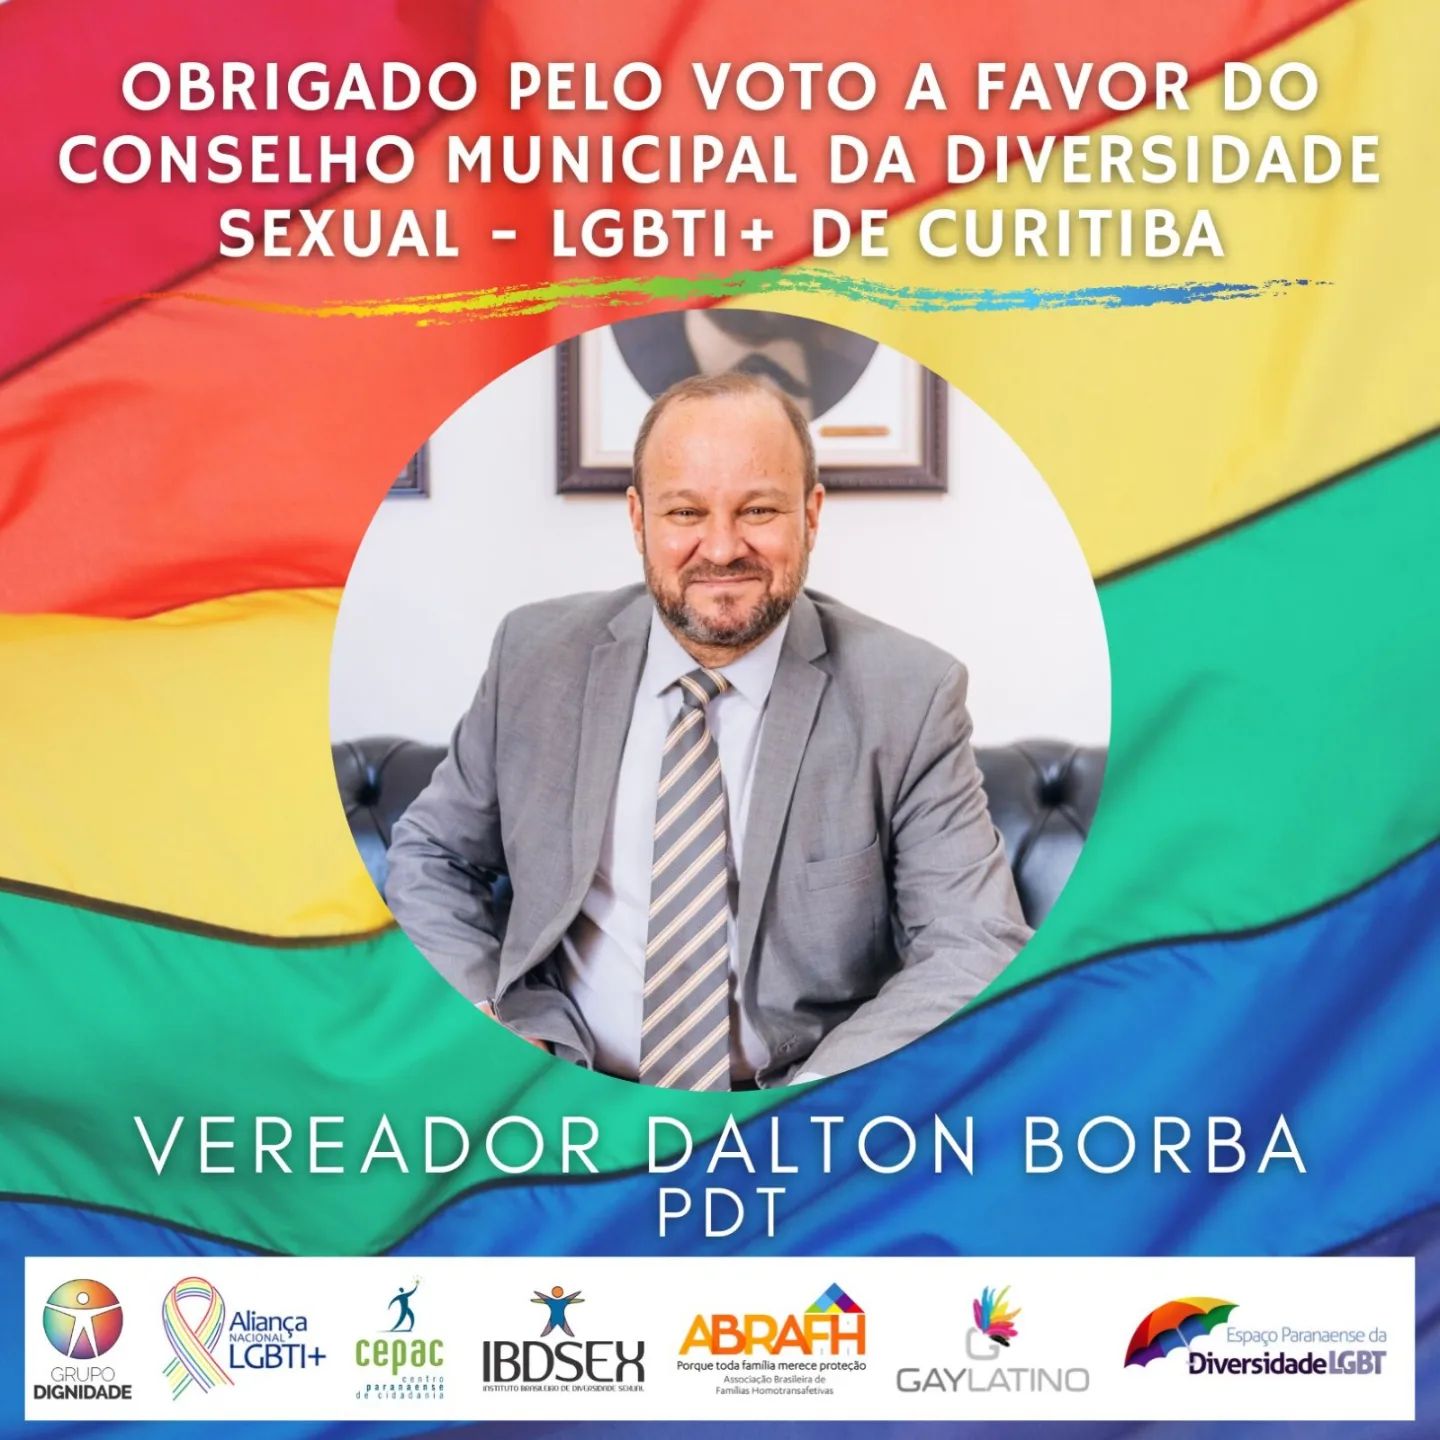 OBRIGADO PELO VOTO A FAVOR DO
CONSELHO MUNICIPAL DA DIVERSIDADE
SEXUAL - LGBTI+ DE CURITIBA
VEREADOR DALTON BORBA
PDT
GRUPO
DIGNIDADE
Aliança
NACIONAL
LGBTI+
cepac
centro
paranaense
de cidadania
IBDSEX
INSTITUTO BRASILEIRO DE DIVERSIDADE SEXUAL
ABRAFH
Porque toda família merece proteção
Associação Brasileira de
Famílias Homotransafetivas
G
GAYLATINO
Espaço Paranaense da
DiversidadeLGBT